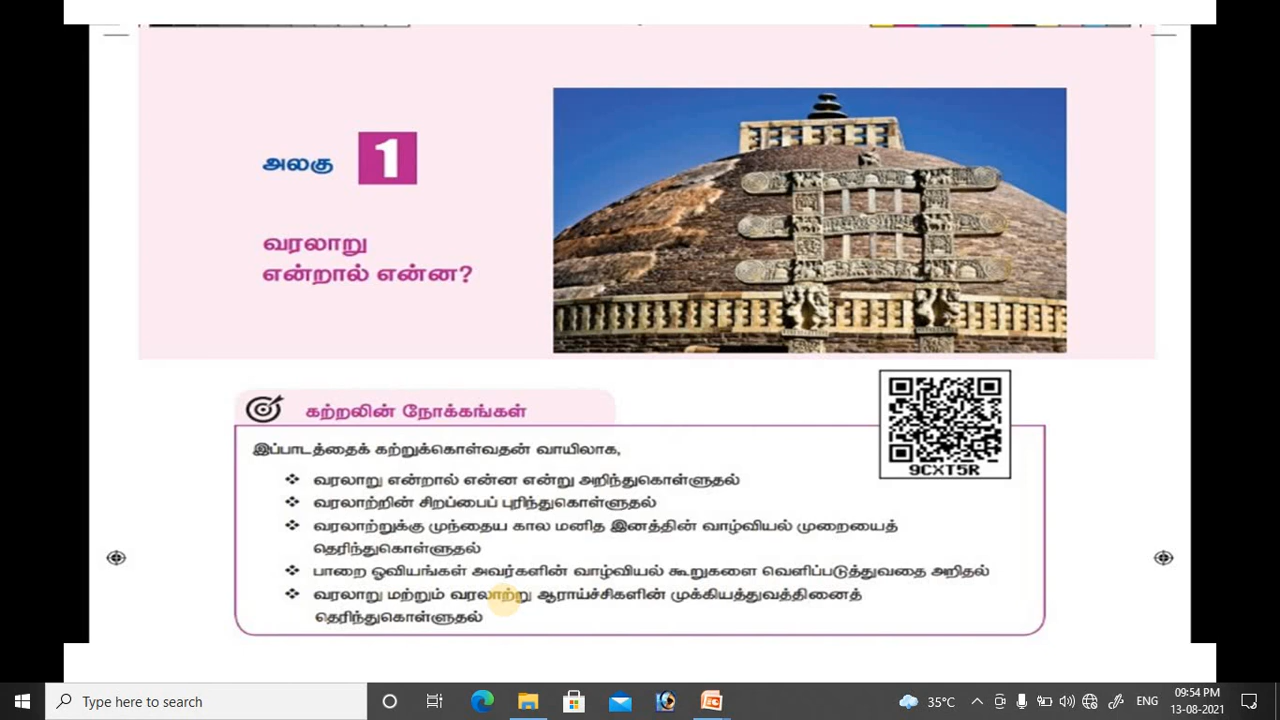 அலகு 1
வரலாறு
என்றால் என்ன?
கற்றலின் நோக்கங்கள்
9CXT5R
இப்பாடத்தைக் கற்றுக்கொள்வதன் வாயிலாக,
❖ வரலாறு என்றால் என்ன என்று அறிந்துகொள்ளுதல்
❖ வரலாற்றின் சிறப்பைப் புரிந்துகொள்ளுதல்
❖ வரலாற்றுக்கு முந்தைய கால மனித இனத்தின் வாழ்வியல் முறையைத்
தெரிந்துகொள்ளுதல்
❖ பாறை ஓவியங்கள் அவர்களின் வாழ்வியல் கூறுகளை வெளிப்படுத்துவதை அறிதல்
❖ வரலாறு மற்றும் வரலாற்று ஆராய்ச்சிகளின் முக்கியத்துவத்தினைத்
தெரிந்துகொள்ளுதல்
Type here to search
35°C
ENG
09:54 PM
13-08-2021